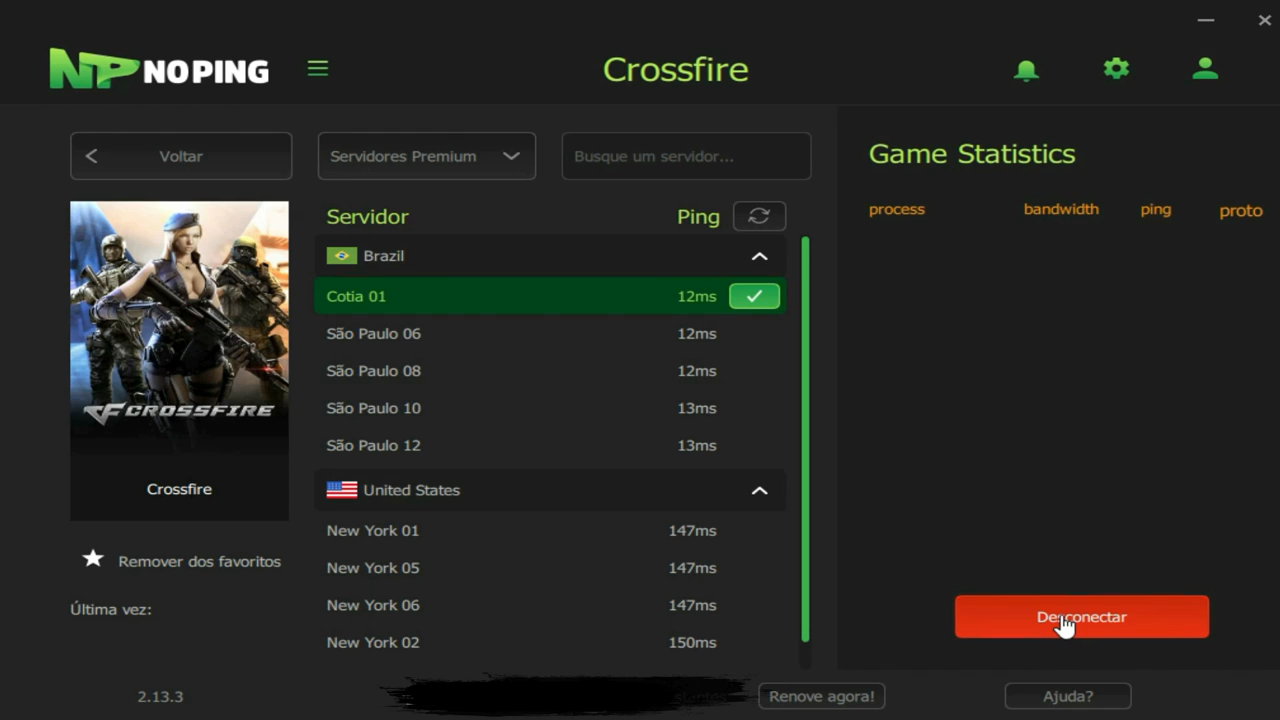 NP NOPING
Crossfire
Voltar
Servidores Premium
Busque um servidor...
Game Statistics
process bandwidth ping proto
Servidor Ping
Brazil
Cotia 01 12ms
São Paulo 06 12ms
São Paulo 08 12ms
São Paulo 10 13ms
São Paulo 12 13ms
United States
New York 01 147ms
New York 05 147ms
New York 06 147ms
New York 02 150ms
CF CROSSFIRE
Crossfire
Remover dos favoritos
Última vez:
Desconectar
2.13.3
Renove agora!
Ajuda?